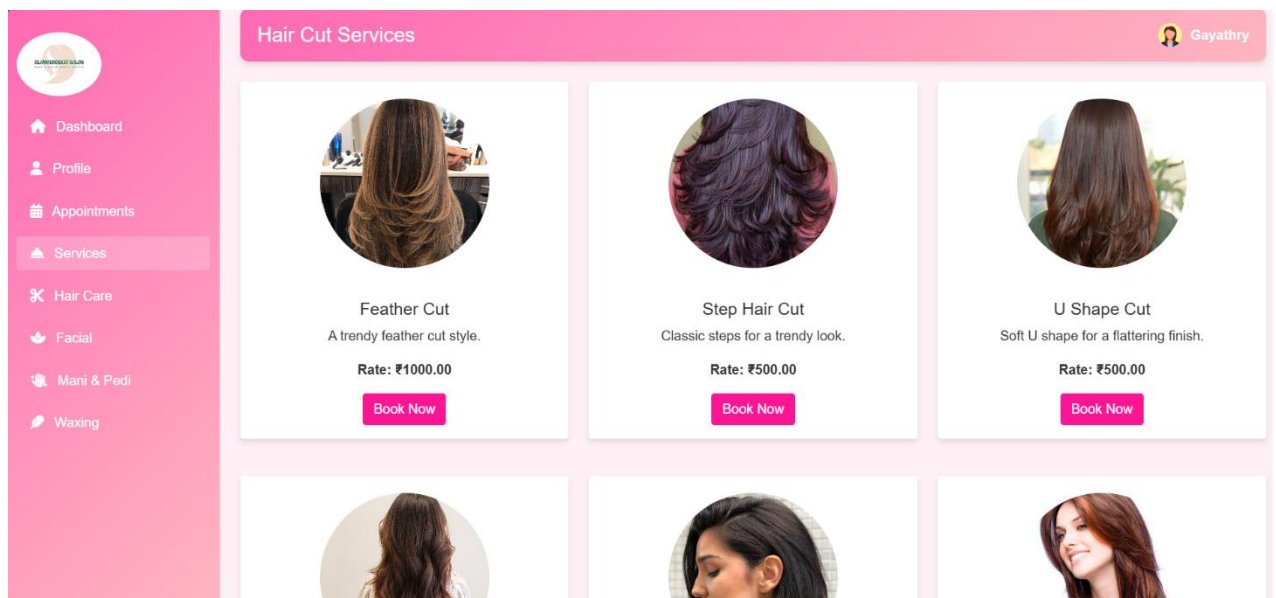 Hair Cut Services
Gayathry
Dashboard
Profile
Appointments
Services
Hair Care
Facial
Mani & Pedi
Waxing
Feather Cut
A trendy feather cut style.
Rate: ₹1000.00
Book Now
Step Hair Cut
Classic steps for a trendy look.
Rate: ₹500.00
Book Now
U Shape Cut
Soft U shape for a flattering finish.
Rate: ₹500.00
Book Now